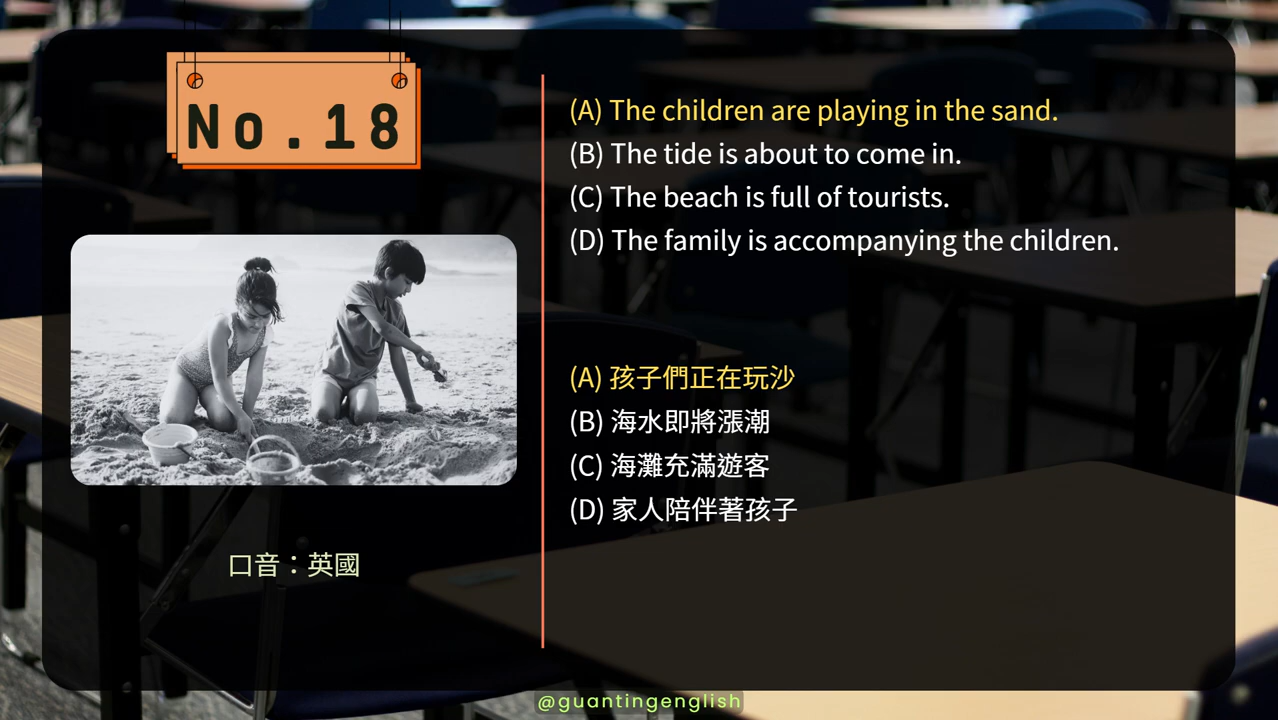 No.18
(A) The children are playing in the sand.
(B) The tide is about to come in.
(C) The beach is full of tourists.
(D) The family is accompanying the children.
(A) 孩子們正在玩沙
(B) 海水即將漲潮
(C) 海灘充滿遊客
(D) 家人陪伴著孩子
口音：英國
@guantingenglish